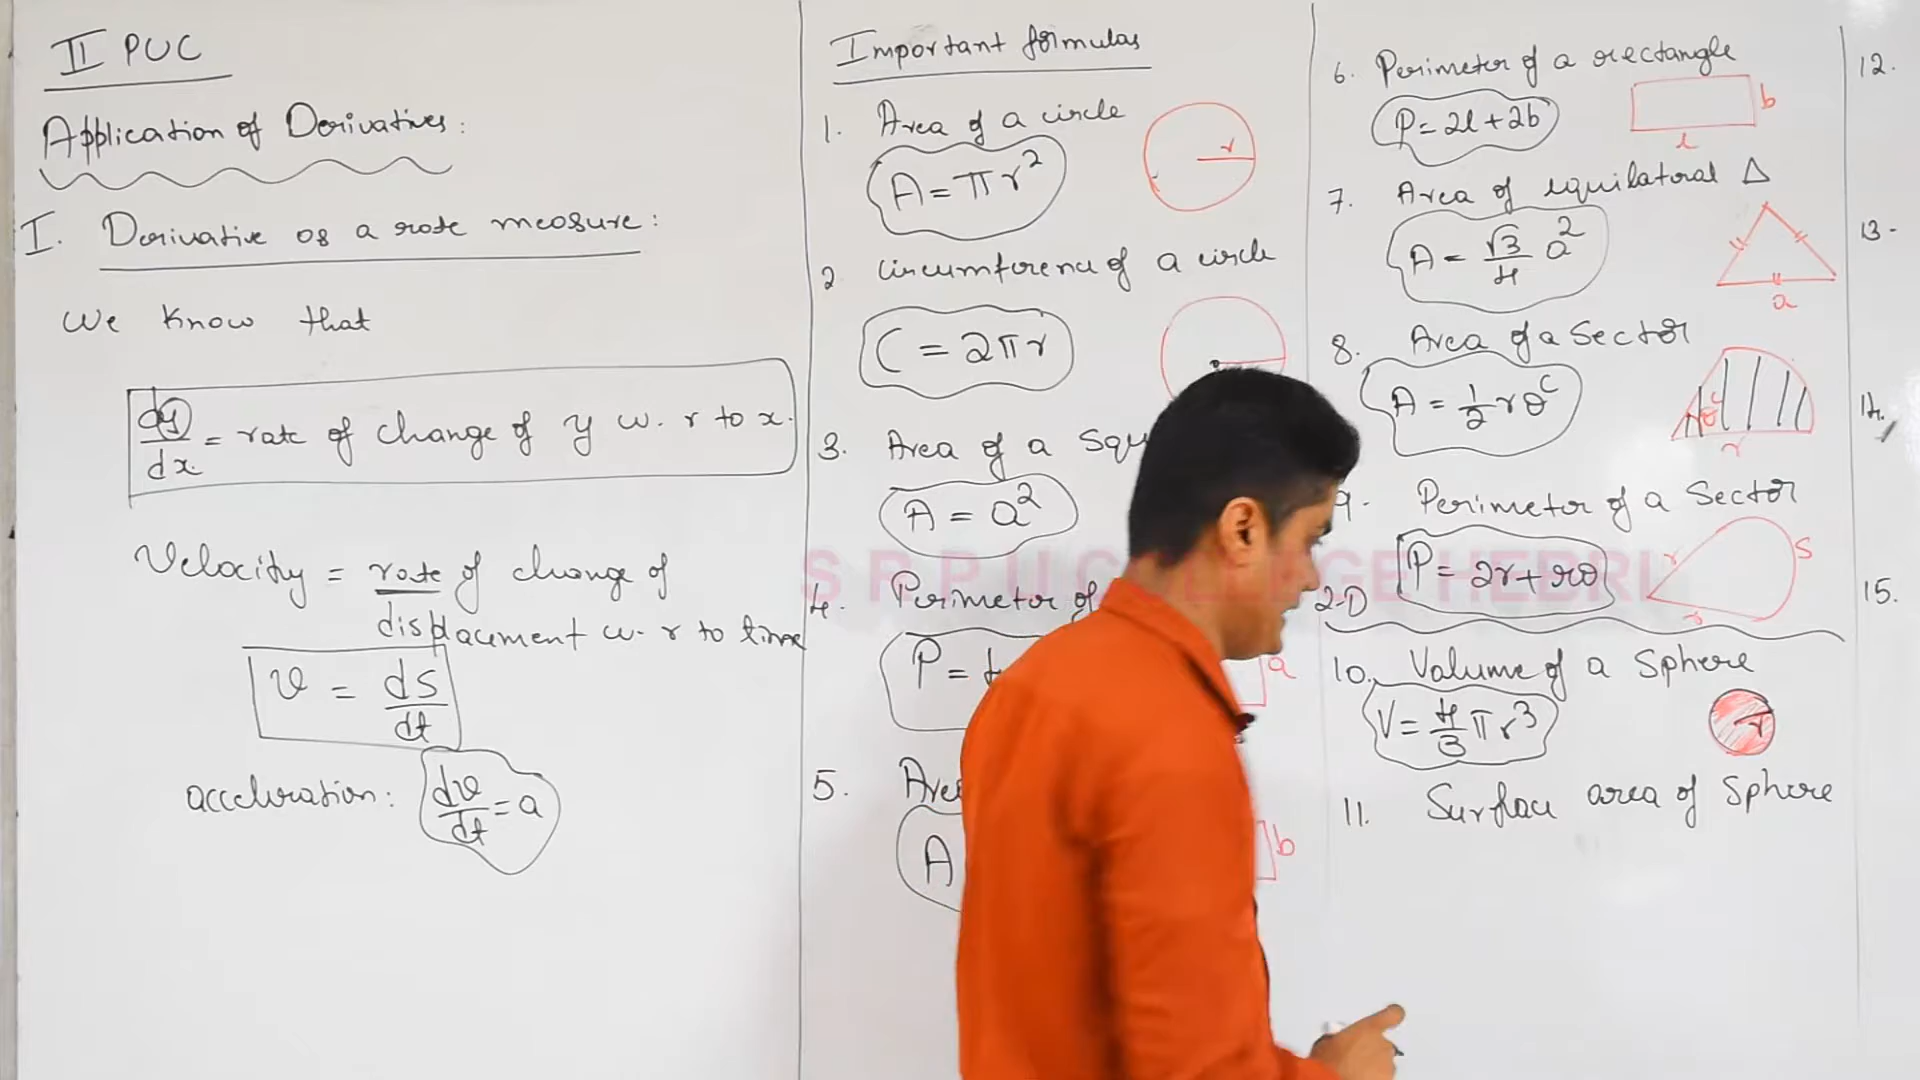 II PUC
Application of Derivatives:
I. Derivative as a rate measure:
We know that
dy/dx = rate of change of y w. r to x.
Velocity = rate of change of
displacement w. r to time
v = ds/dt
accleration: dv/dt = a
Important formulas
1. Area of a circle
A = πr²
r
2 circumference of a circle
C = 2πr
3. Area of a Squ
A = a²
4. Perimeter of
P =
a
5. Are
A
b
6. Perimeter of a rectangle
P = 2l + 2b
b
l
7. Area of equilateral Δ
A = √3/4 a²
a
8. Area of a Sector
A = 1/2 rθᶜ
θᶜ
r
9. Perimeter of a Sector
P = 2r + rθ
r
S
r
2-D
10. Volume of a Sphere
V = 4/3 πr³
r
11. Surface area of Sphere
12.
13.
14.
15.
S R P U COLLEGE HEBRI